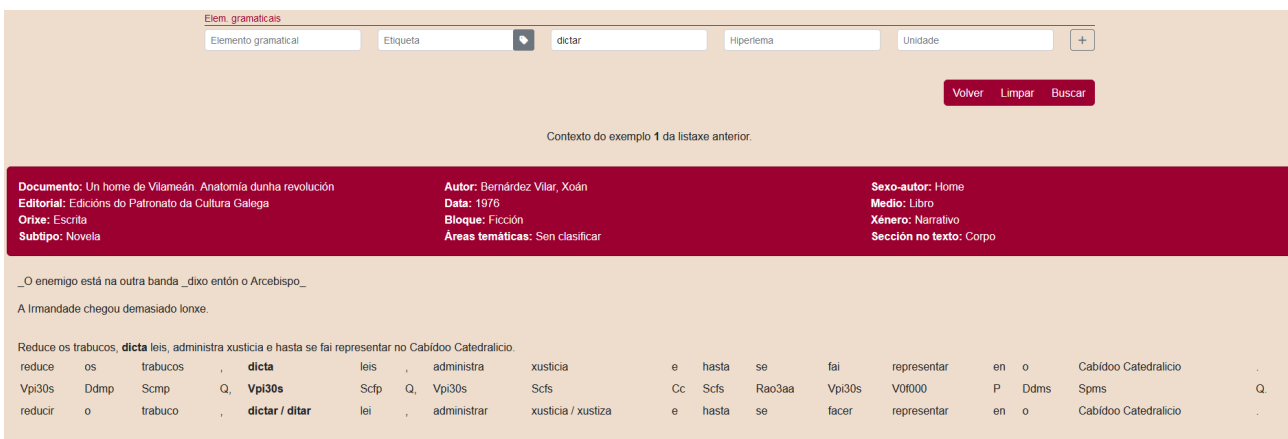 Elem. gramaticais
Elemento gramatical Etiqueta dictar Hiperlema Unidade +
Volver Limpar Buscar
Contexto do exemplo 1 da listaxe anterior.
Documento: Un home de Vilameán. Anatomía dunha revolución Autor: Bernárdez Vilar, Xoán Sexo-autor: Home
Editorial: Edicións do Patronato da Cultura Galega Data: 1976 Medio: Libro
Orixe: Escrita Bloque: Ficción Xénero: Narrativo
Subtipo: Novela Áreas temáticas: Sen clasificar Sección no texto: Corpo
_O enemigo está na outra banda _dixo entón o Arcebispo_
A Irmandade chegou demasiado lonxe.
Reduce os trabucos, dicta leis, administra xusticia e hasta se fai representar no Cabídoo Catedralicio.
reduce os trabucos , dicta leis , administra xusticia e hasta se fai representar en o Cabídoo Catedralicio .
Vpi30s Ddmp Scmp Q, Vpi30s Scfp Q, Vpi30s Scfs Cc Scfs Rao3aa Vpi30s V0f000 P Ddms Spms Q.
reducir o trabuco , dictar / ditar lei , administrar xusticia / xustiza e hasta se facer representar en o Cabídoo Catedralicio .